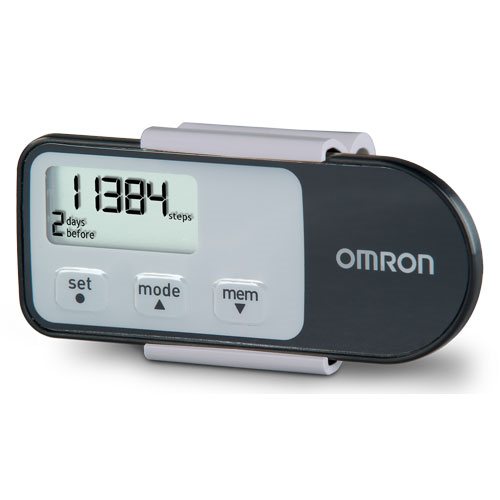 11384 steps
2 days before
OMRON
set
mode
mem